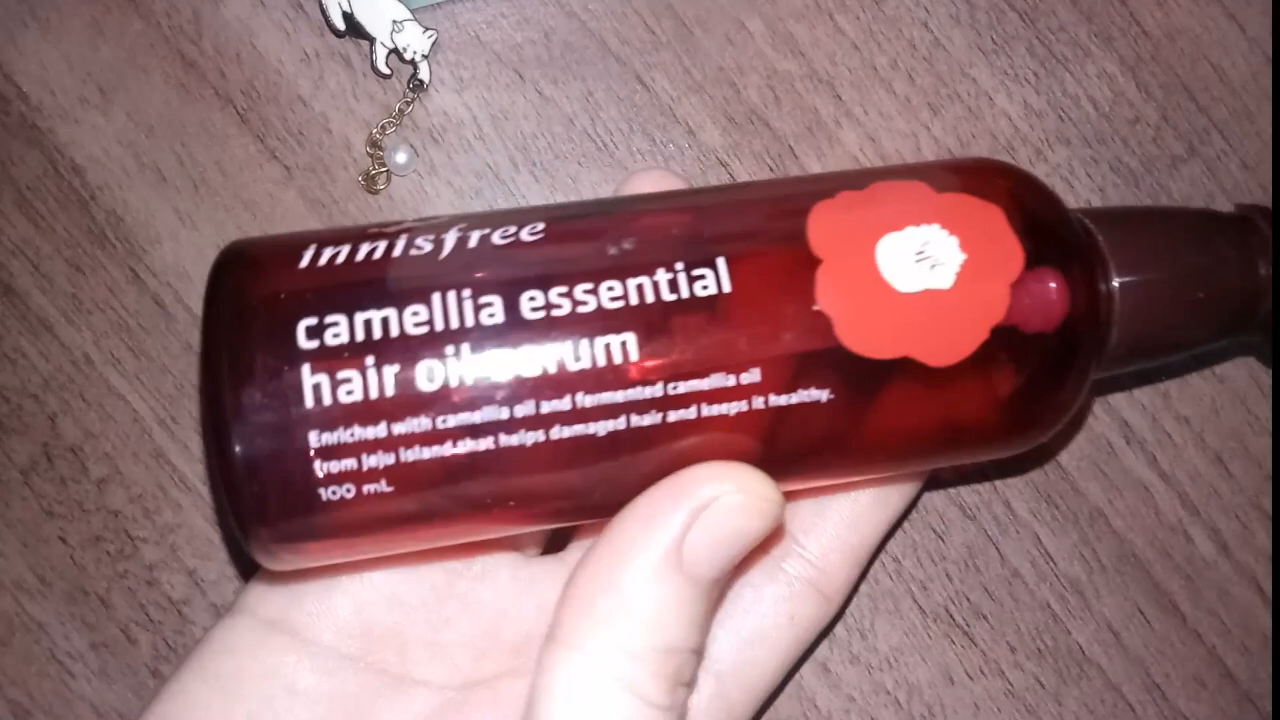 innisfree
camellia essential
hair oil serum
Enriched with camellia oil and fermented camellia oil
from Jeju Island that helps damaged hair and keeps it healthy.
100 mL